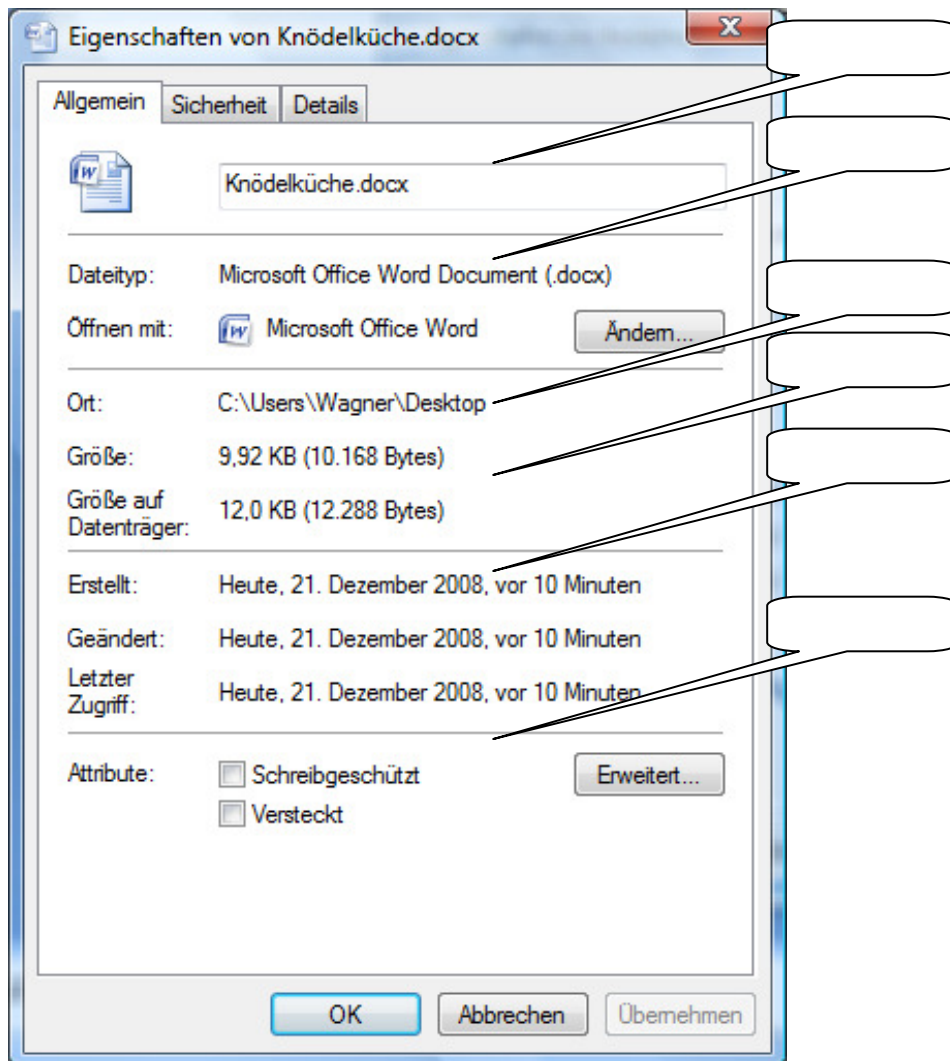 Eigenschaften von Knödelküche.docx
Allgemein Sicherheit Details
Knödelküche.docx
Dateityp: Microsoft Office Word Document (.docx)
Öffnen mit: Microsoft Office Word Ändern...
Ort: C:\Users\Wagner\Desktop
Größe: 9,92 KB (10.168 Bytes)
Größe auf
Datenträger: 12,0 KB (12.288 Bytes)
Erstellt: Heute, 21. Dezember 2008, vor 10 Minuten
Geändert: Heute, 21. Dezember 2008, vor 10 Minuten
Letzter
Zugriff: Heute, 21. Dezember 2008, vor 10 Minuten
Attribute: Schreibgeschützt Erweitert...
Versteckt
OK Abbrechen Übernehmen